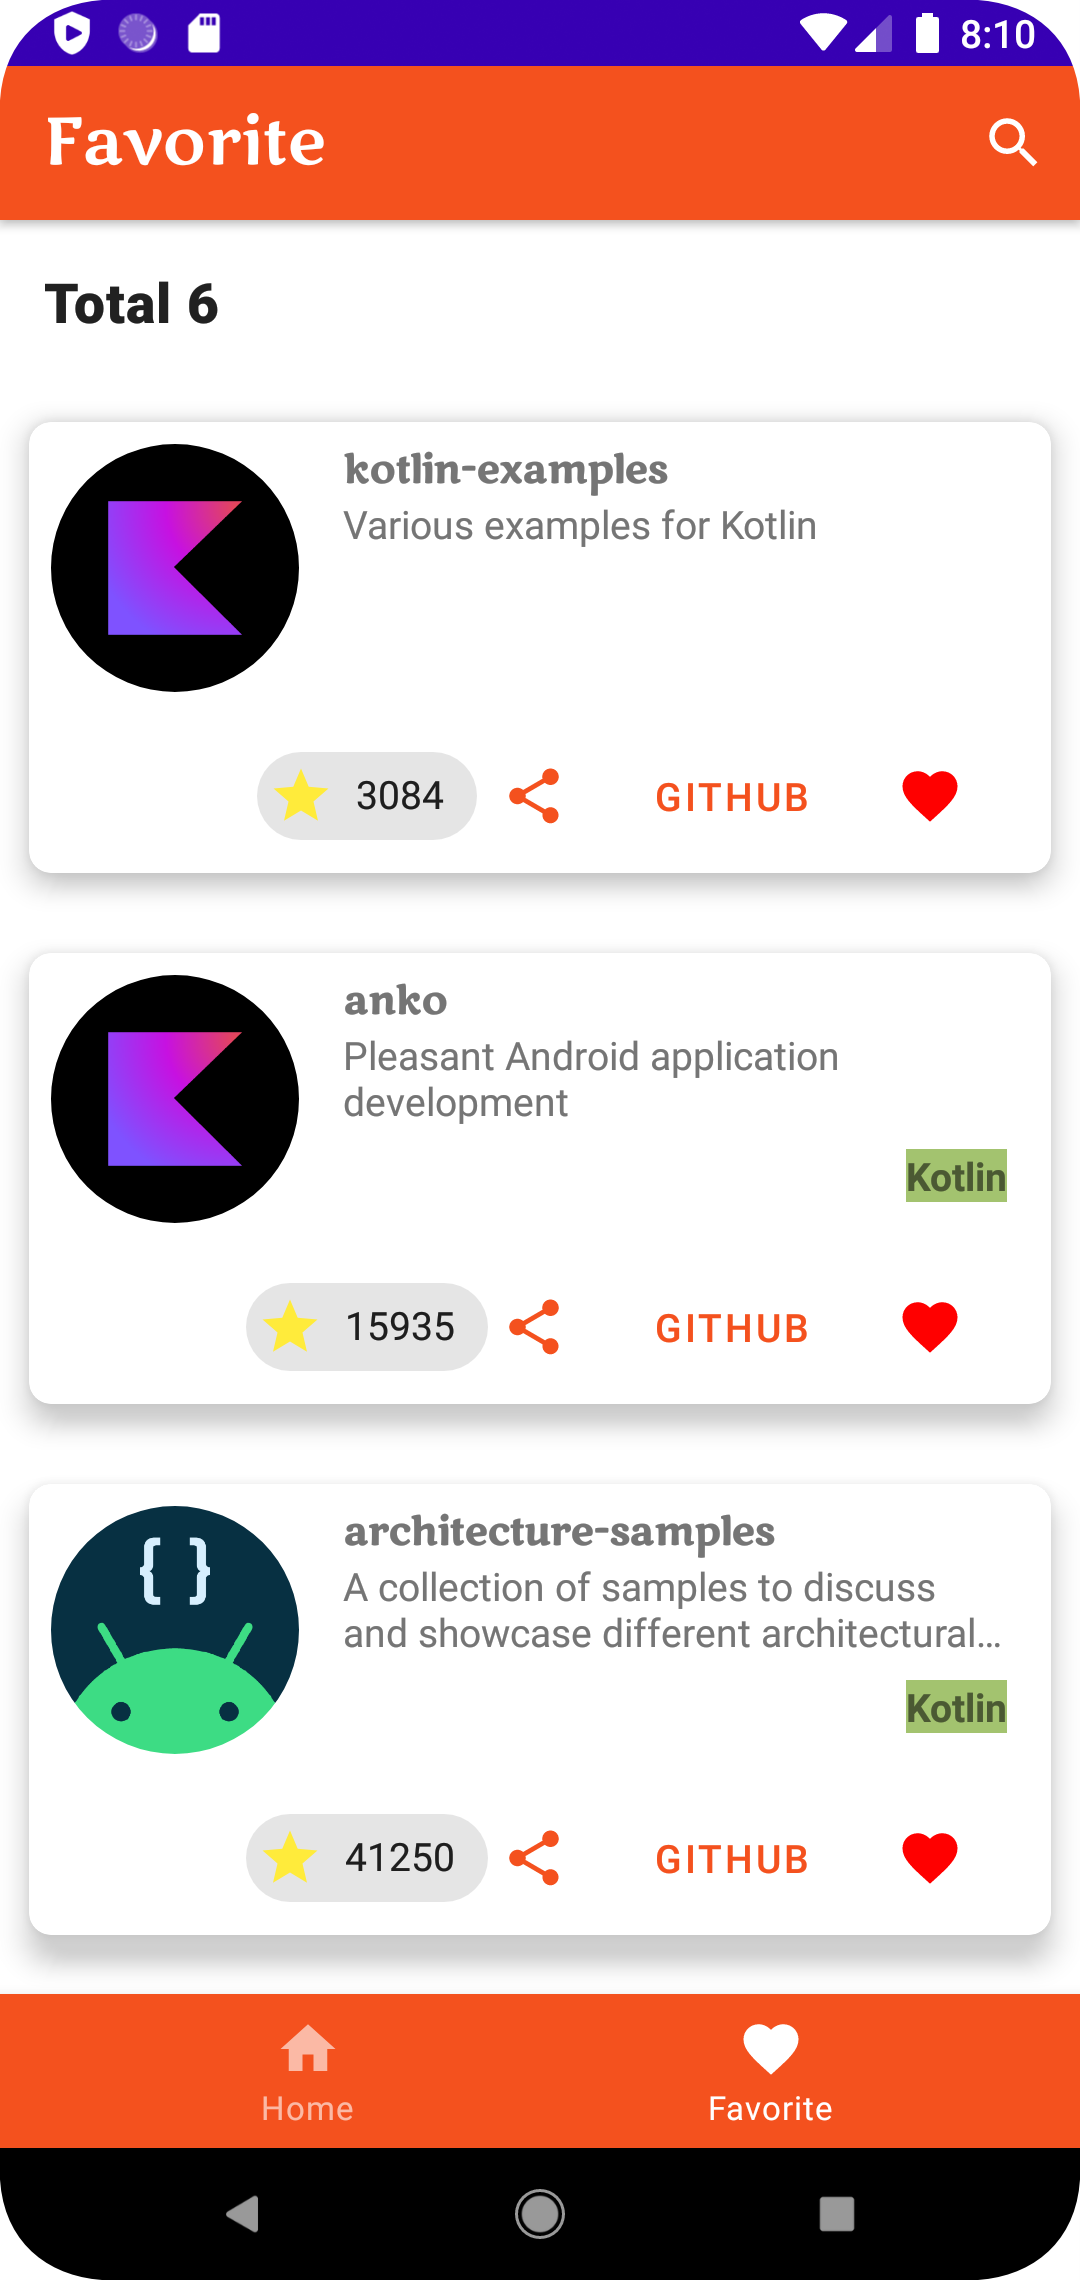 8:10
Favorite
Total 6
kotlin-examples
Various examples for Kotlin
3084
GITHUB
anko
Pleasant Android application
development
Kotlin
15935
GITHUB
{ }
architecture-samples
A collection of samples to discuss
and showcase different architectural...
Kotlin
41250
GITHUB
Home
Favorite